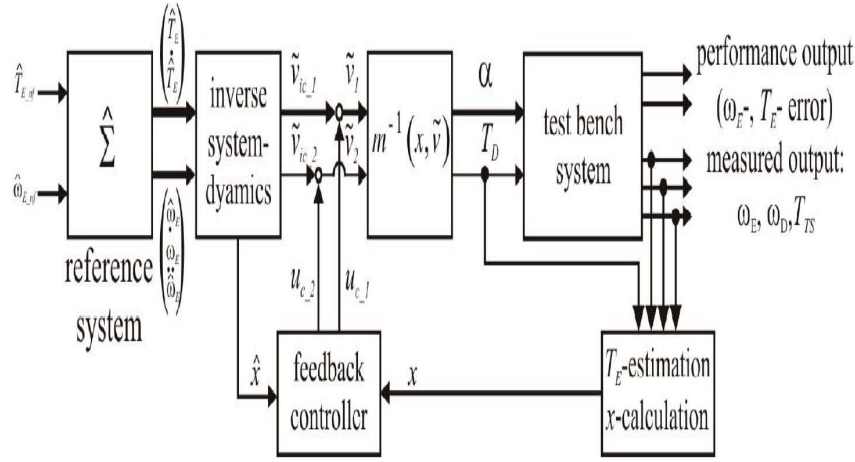 T̂_E_ref
ω̂_E_ref
Σ̂
reference
system
(T̂_E
T̂̇_E)
(ω̂_E
ω̂̇_E
ω̂̈_E)
inverse
system-
dyamics
ṽ_ic_1
ṽ_ic_2
ṽ_1
ṽ_2
m⁻¹(x,ṽ)
α
T_D
test bench
system
performance output
(ω_E-, T_E- error)
measured output:
ω_E, ω_D, T_TS
u_c_2
u_c_1
x̂
feedback
controller
x
T_E-estimation
x-calculation